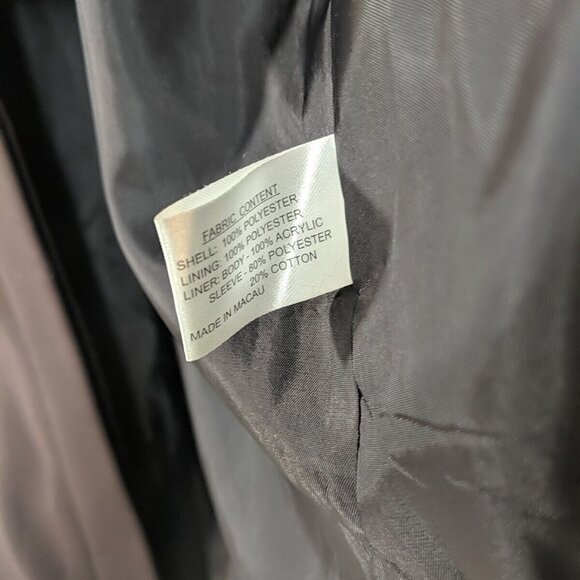 FABRIC CONTENT
SHELL: 100% POLYESTER
LINING: 100% POLYESTER
LINER: BODY - 100% ACRYLIC
SLEEVE - 80% POLYESTER
20% COTTON
MADE IN MACAU